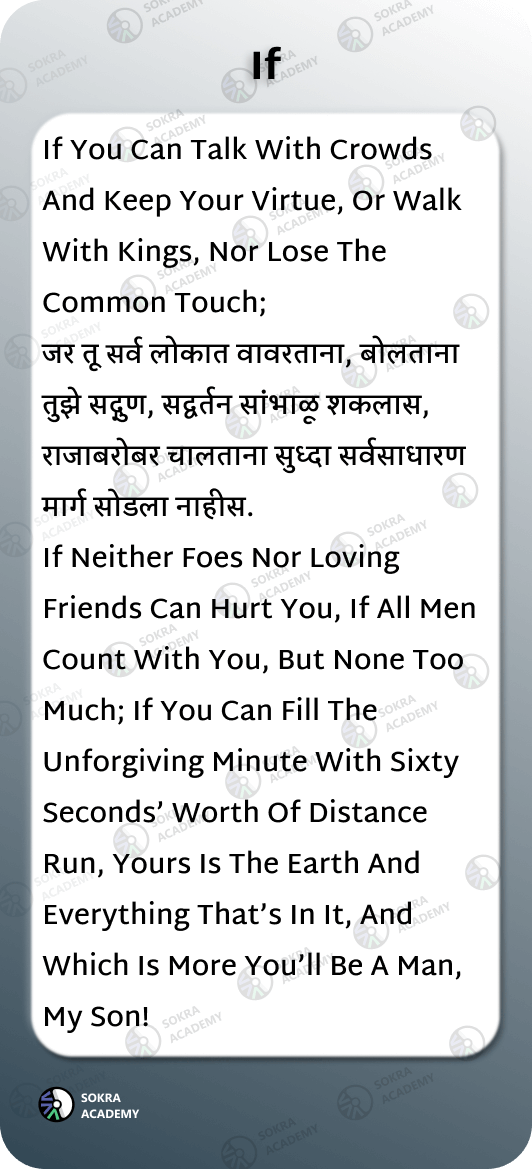 If
If You Can Talk With Crowds
And Keep Your Virtue, Or Walk
With Kings, Nor Lose The
Common Touch;
जर तू सर्व लोकात वावरताना, बोलताना
तुझे सद्गुण, सद्वर्तन सांभाळू शकलास,
राजाबरोबर चालताना सुध्दा सर्वसाधारण
मार्ग सोडला नाहीस.
If Neither Foes Nor Loving
Friends Can Hurt You, If All Men
Count With You, But None Too
Much; If You Can Fill The
Unforgiving Minute With Sixty
Seconds’ Worth Of Distance
Run, Yours Is The Earth And
Everything That’s In It, And
Which Is More You’ll Be A Man,
My Son!
SOKRA
ACADEMY